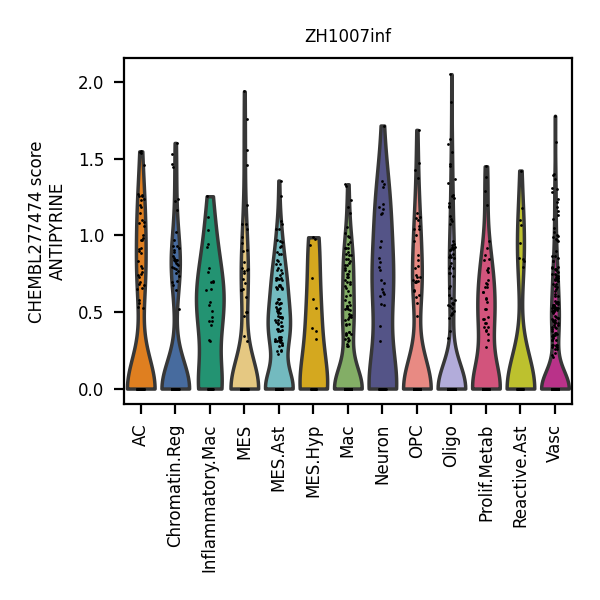 ZH1007inf
CHEMBL277474 score
ANTIPYRINE
2.0
1.5
1.0
0.5
0.0
AC
Chromatin.Reg
Inflammatory.Mac
MES
MES.Ast
MES.Hyp
Mac
Neuron
OPC
Oligo
Prolif.Metab
Reactive.Ast
Vasc